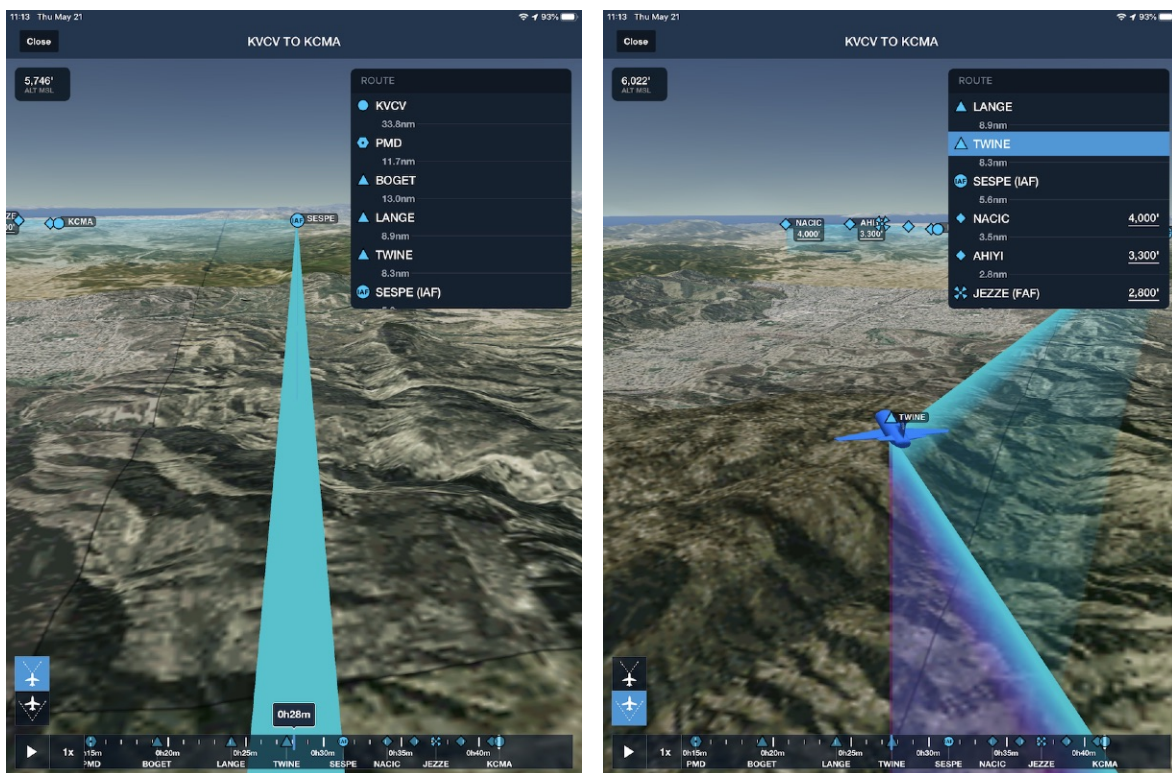 11:13 Thu May 21
93%
Close
KVCV TO KCMA
5,746'
ALT MSL
ROUTE
KVCV
33.8nm
PMD
11.7nm
BOGET
13.0nm
LANGE
8.9nm
TWINE
8.3nm
IAF SESPE (IAF)
KCMA
IAF SESPE
0h28m
1x
0h20m
0h25m
0h30m
0h35m
0h40m
PMD
BOGET
LANGE
TWINE
SESPE
NACIC
JEZZE
KCMA
11:13 Thu May 21
93%
Close
KVCV TO KCMA
6,022'
ALT MSL
ROUTE
LANGE
8.9nm
TWINE
8.3nm
IAF SESPE (IAF)
5.6nm
NACIC 4,000'
3.5nm
AHIYI 3,300'
2.8nm
JEZZE (FAF) 2,800'
NACIC
4,000'
3,300'
TWINE
1x
0h15m
0h20m
0h25m
0h30m
0h35m
0h40m
PMD
BOGET
LANGE
TWINE
SESPE
NACIC
JEZZE
KCMA